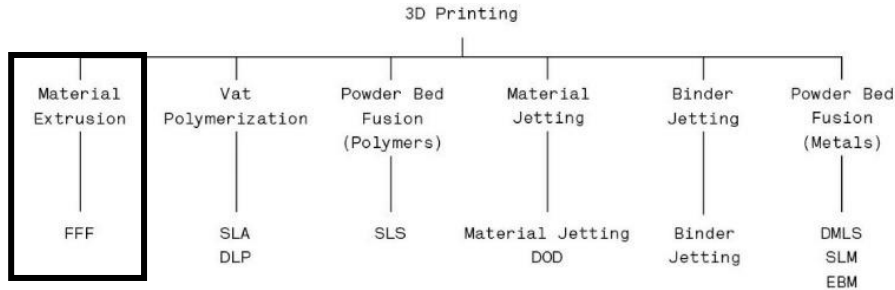 3D Printing
Material
Extrusion
Vat
Polymerization
Powder Bed
Fusion
(Polymers)
Material
Jetting
Binder
Jetting
Powder Bed
Fusion
(Metals)
FFF
SLA
DLP
SLS
Material Jetting
DOD
Binder
Jetting
DMLS
SLM
EBM